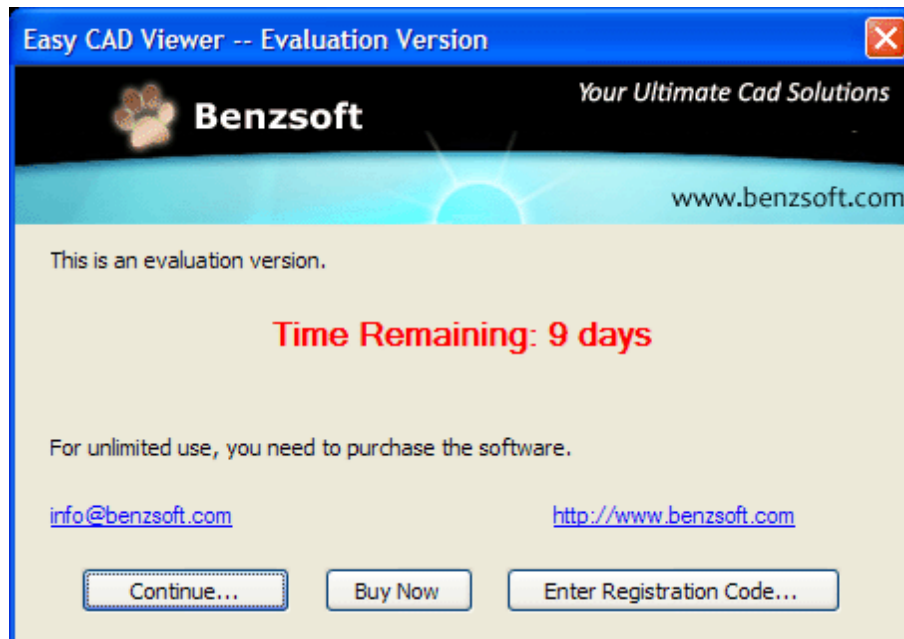 Easy CAD Viewer -- Evaluation Version
Your Ultimate Cad Solutions
Benzsoft
www.benzsoft.com
This is an evaluation version.
Time Remaining: 9 days
For unlimited use, you need to purchase the software.
info@benzsoft.com http://www.benzsoft.com
Continue... Buy Now Enter Registration Code...